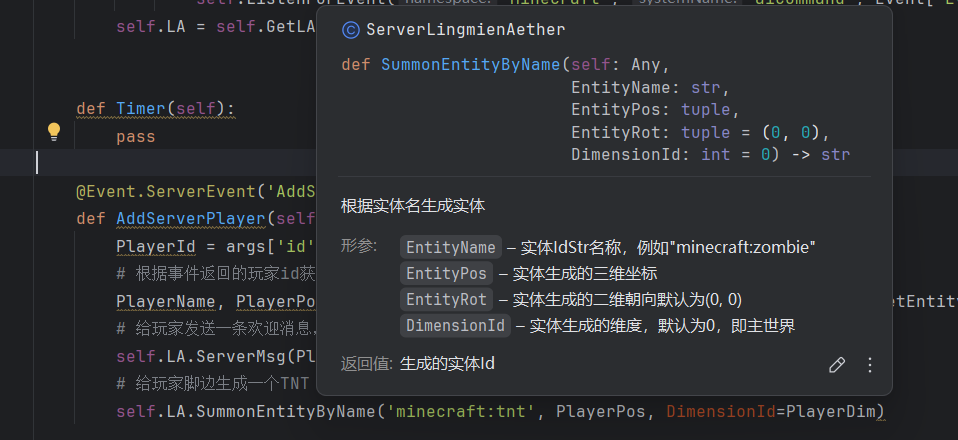 self.ListenForEvent( namespace: "Minecraft", systemName: "aiCommand", Event["E
self.LA = self.GetLA
def Timer(self):
pass
@Event.ServerEvent('AddS
def AddServerPlayer(self
PlayerId = args['id'
# 根据事件返回的玩家id获
PlayerName, PlayerPo
etEntity
# 给玩家发送一条欢迎消息，
self.LA.ServerMsg(Pl
# 给玩家脚边生成一个TNT
self.LA.SummonEntityByName('minecraft:tnt', PlayerPos, DimensionId=PlayerDim)
C ServerLingmienAether
def SummonEntityByName(self: Any,
EntityName: str,
EntityPos: tuple,
EntityRot: tuple = (0, 0),
DimensionId: int = 0) -> str
根据实体名生成实体
形参: EntityName – 实体IdStr名称，例如"minecraft:zombie"
EntityPos – 实体生成的三维坐标
EntityRot – 实体生成的二维朝向默认为(0, 0)
DimensionId – 实体生成的维度，默认为0，即主世界
返回值: 生成的实体Id